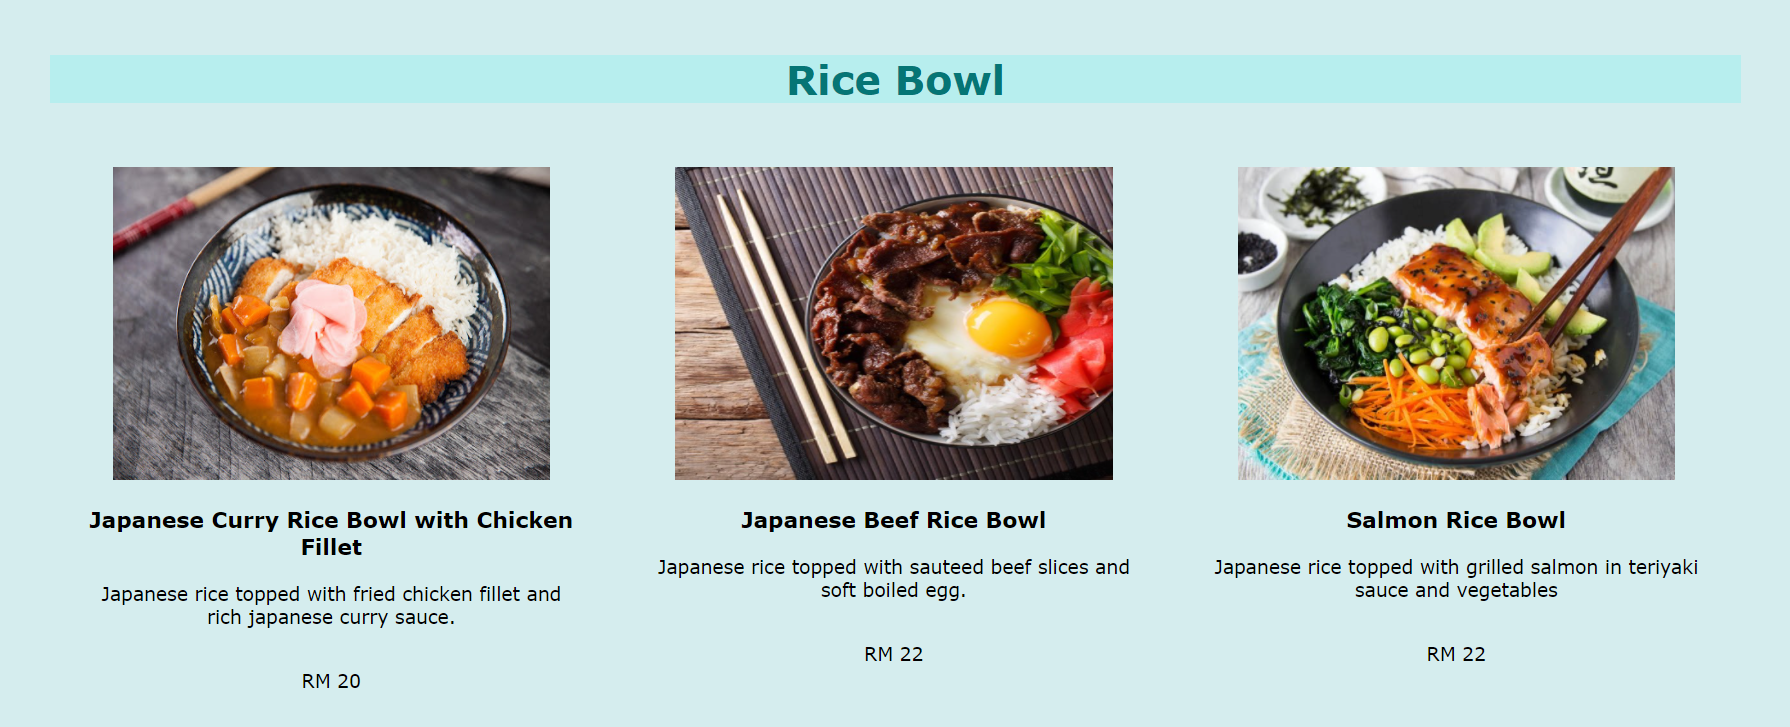 Rice Bowl
Japanese Curry Rice Bowl with Chicken
Fillet
Japanese rice topped with fried chicken fillet and
rich japanese curry sauce.
RM 20
Japanese Beef Rice Bowl
Japanese rice topped with sauteed beef slices and
soft boiled egg.
RM 22
Salmon Rice Bowl
Japanese rice topped with grilled salmon in teriyaki
sauce and vegetables
RM 22